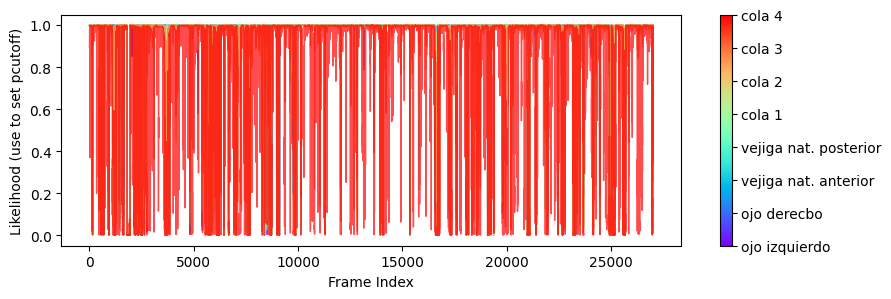 Likelihood (use to set pcutoff)
1.0
0.8
0.6
0.4
0.2
0.0
0
5000
10000
15000
20000
25000
Frame Index
cola 4
cola 3
cola 2
cola 1
vejiga nat. posterior
vejiga nat. anterior
ojo derecbo
ojo izquierdo